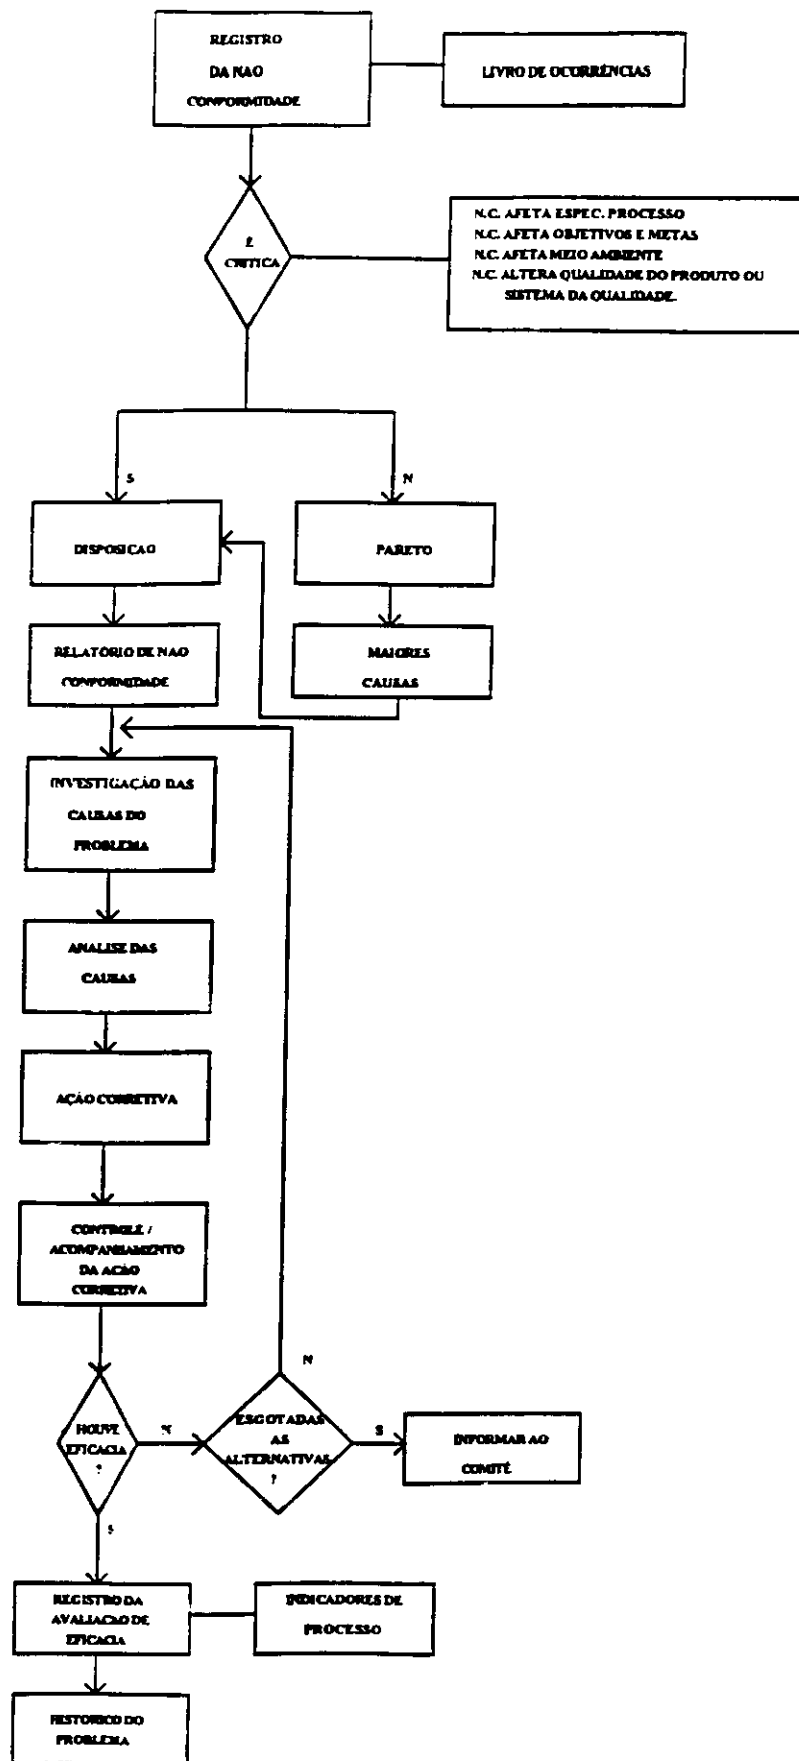 REGISTRO
DA NAO
CONFORMIDADE
LIVRO DE OCORRÊNCIAS
É
CRITICA
N.C. AFETA ESPEC. PROCESSO
N.C. AFETA OBJETIVOS E METAS
N.C. AFETA MEIO AMBIENTE
N.C. ALTERA QUALIDADE DO PRODUTO OU
SISTEMA DA QUALIDADE.
S
N
DISPOSICAO
PARETO
RELATÓRIO DE NAO
CONFORMIDADE
MAIORES
CAUSAS
INVESTIGAÇÃO DAS
CAUSAS DO
PROBLEMA
ANALISE DAS
CAUSAS
AÇÃO CORRETIVA
CONTROLE /
ACOMPANHAMENTO
DA ACAO
CORRETIVA
N
HOUVE
EFICACIA
?
N
ESGOTADAS
AS
ALTERNATIVAS
?
S
INFORMAR AO
COMITÊ
S
REGISTRO DA
AVALIACAO DE
EFICACIA
INDICADORES DE
PROCESSO
HISTORICO DO
PROBLEMA